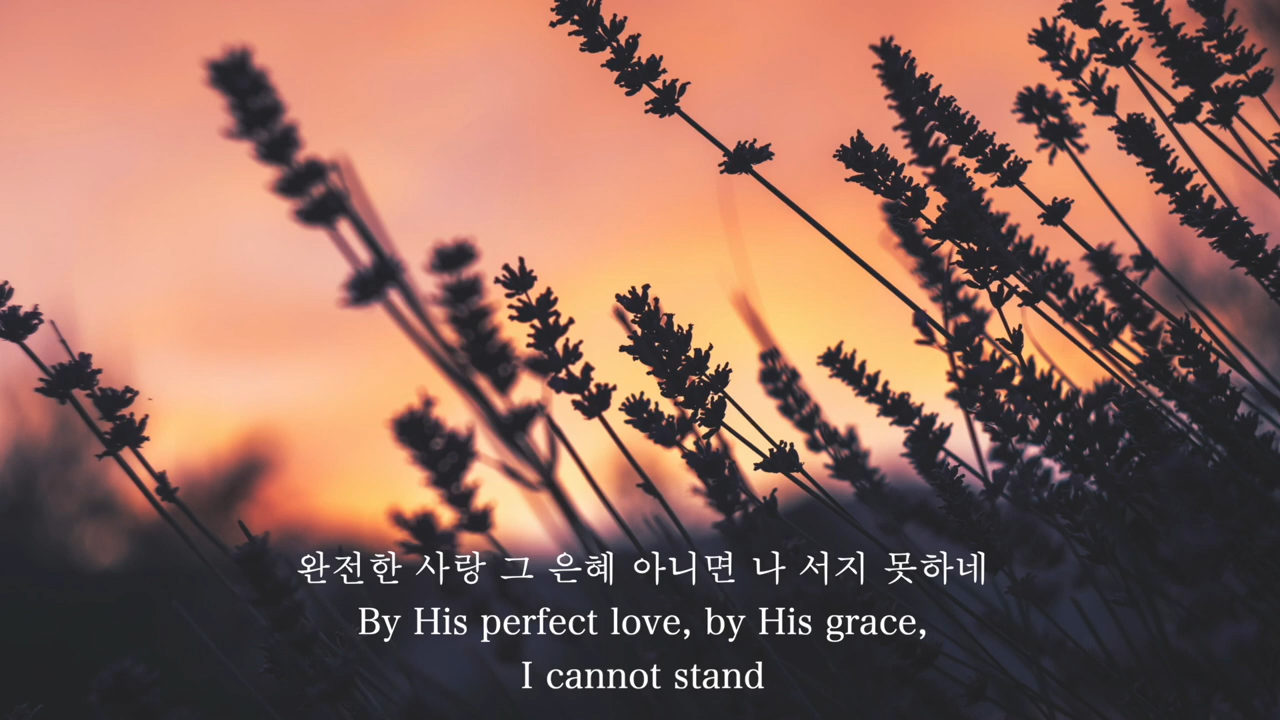 완전한 사랑 그 은혜 아니면 나 서지 못하네
By His perfect love, by His grace,
I cannot stand